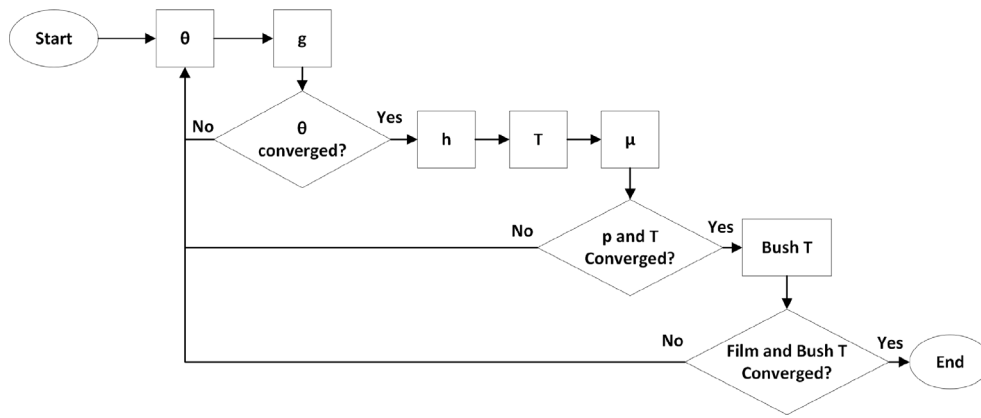 Start
θ
g
No
θ
converged?
Yes
h
T
μ
No
p and T
Converged?
Yes
Bush T
No
Film and Bush T
Converged?
Yes
End